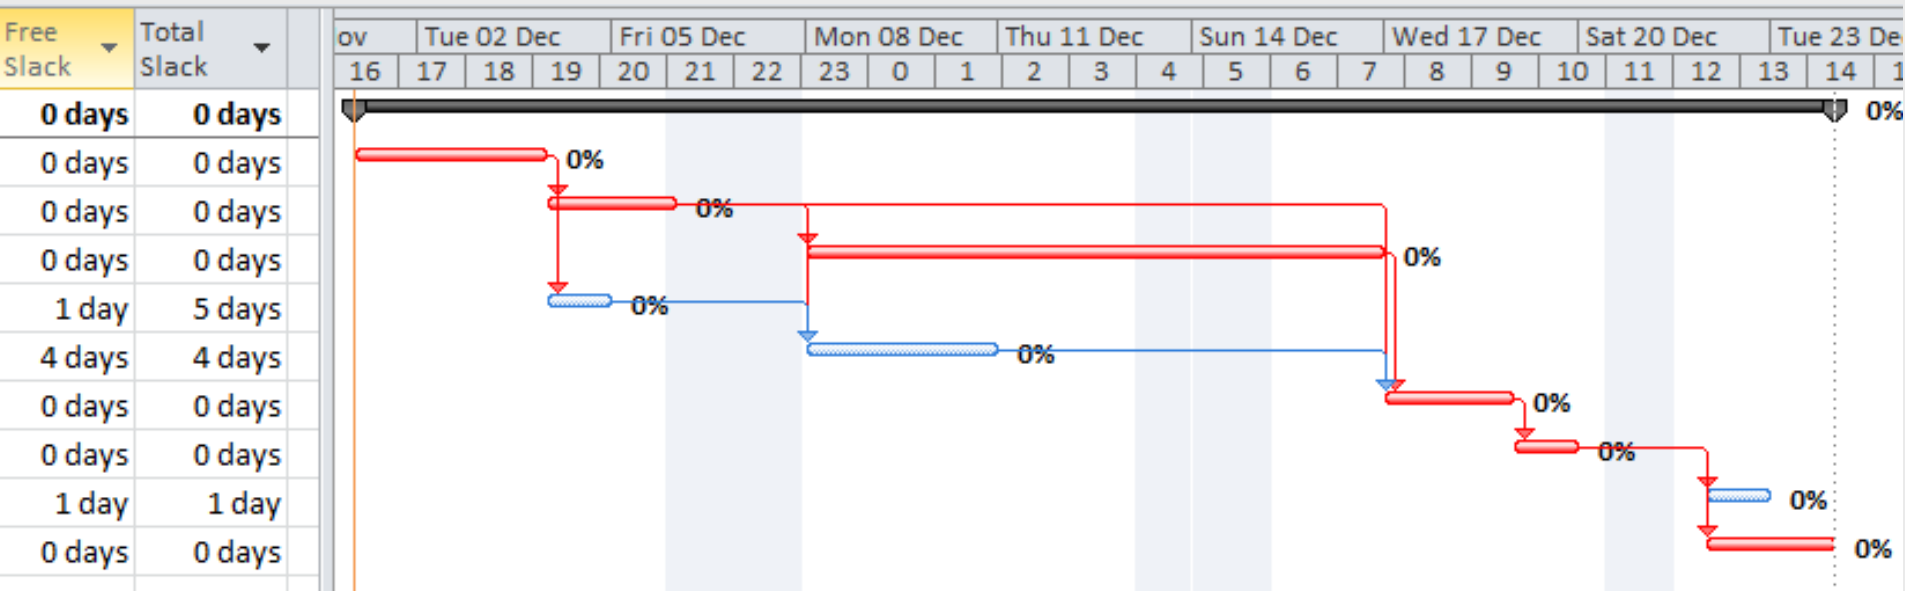 Free Slack Total Slack
ov Tue 02 Dec Fri 05 Dec Mon 08 Dec Thu 11 Dec Sun 14 Dec Wed 17 Dec Sat 20 Dec Tue 23 De
16 17 18 19 20 21 22 23 0 1 2 3 4 5 6 7 8 9 10 11 12 13 14 1
0 days 0 days 0%
0 days 0 days 0%
0 days 0 days 0%
0 days 0 days 0%
1 day 5 days 0%
4 days 4 days 0%
0 days 0 days 0%
0 days 0 days 0%
1 day 1 day 0%
0 days 0 days 0%